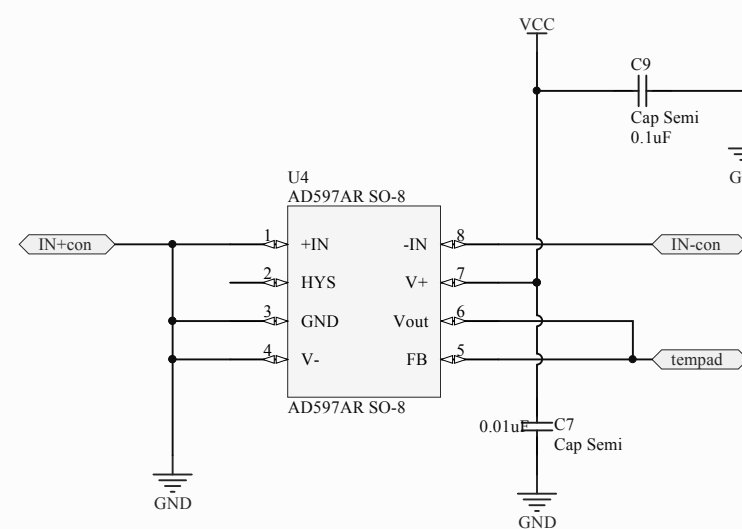 VCC
C9
Cap Semi
0.1uF
G
U4
AD597AR SO-8
IN+con
1
+IN
-IN
8
IN-con
2
HYS
V+
7
3
GND
Vout
6
4
V-
FB
5
tempad
AD597AR SO-8
0.01uF
C7
Cap Semi
GND
GND